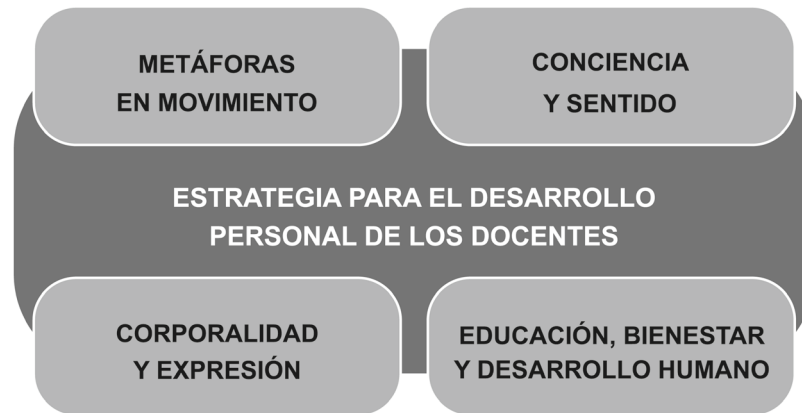 METÁFORAS
EN MOVIMIENTO
CONCIENCIA
Y SENTIDO
ESTRATEGIA PARA EL DESARROLLO
PERSONAL DE LOS DOCENTES
CORPORALIDAD
Y EXPRESIÓN
EDUCACIÓN, BIENESTAR
Y DESARROLLO HUMANO